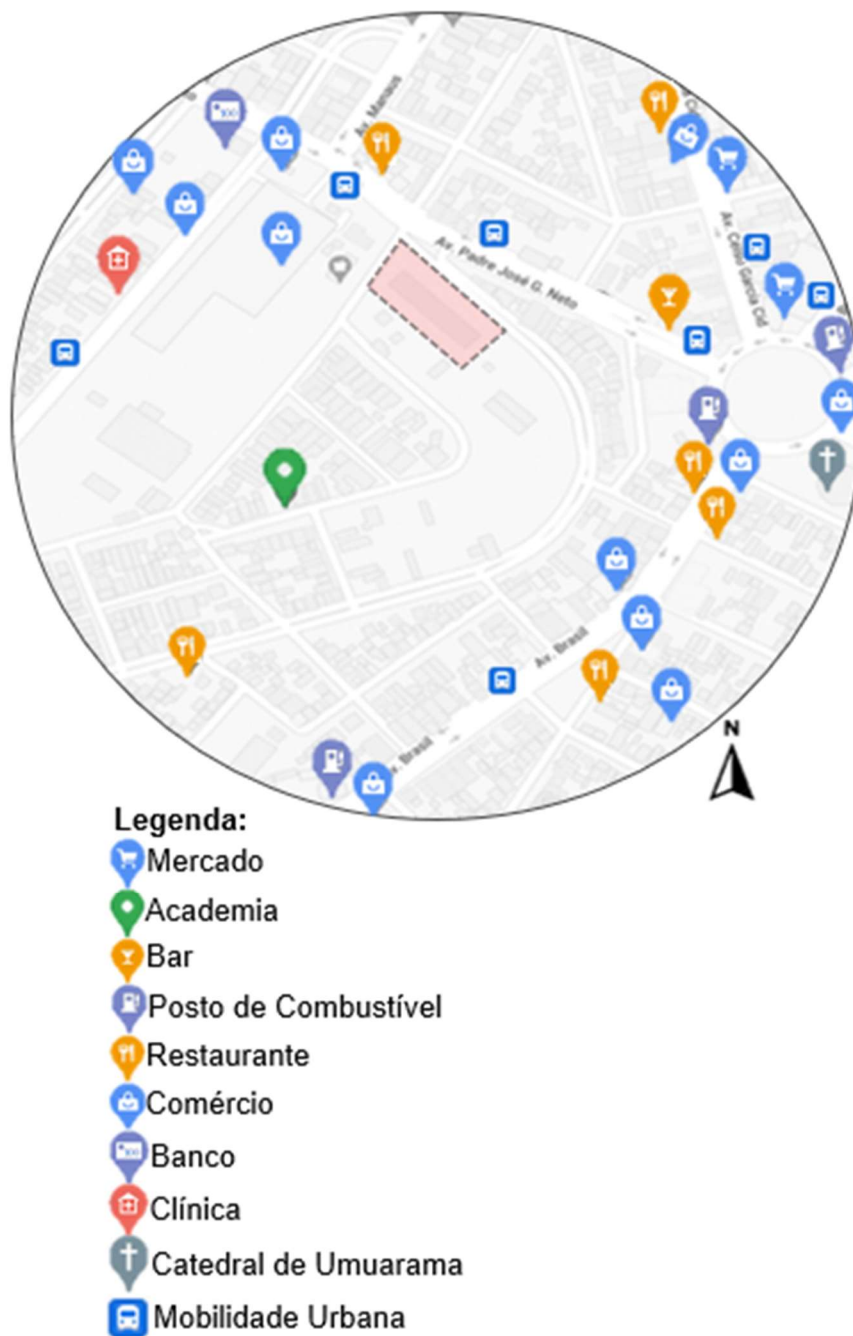 Av. Manaus
Av. Padre José G. Neto
Av. Celso Garcia Cid
Av. Brasil
v. Brasil
N
Legenda:
Mercado
Academia
Bar
Posto de Combustível
Restaurante
Comércio
Banco
Clínica
Catedral de Umuarama
Mobilidade Urbana